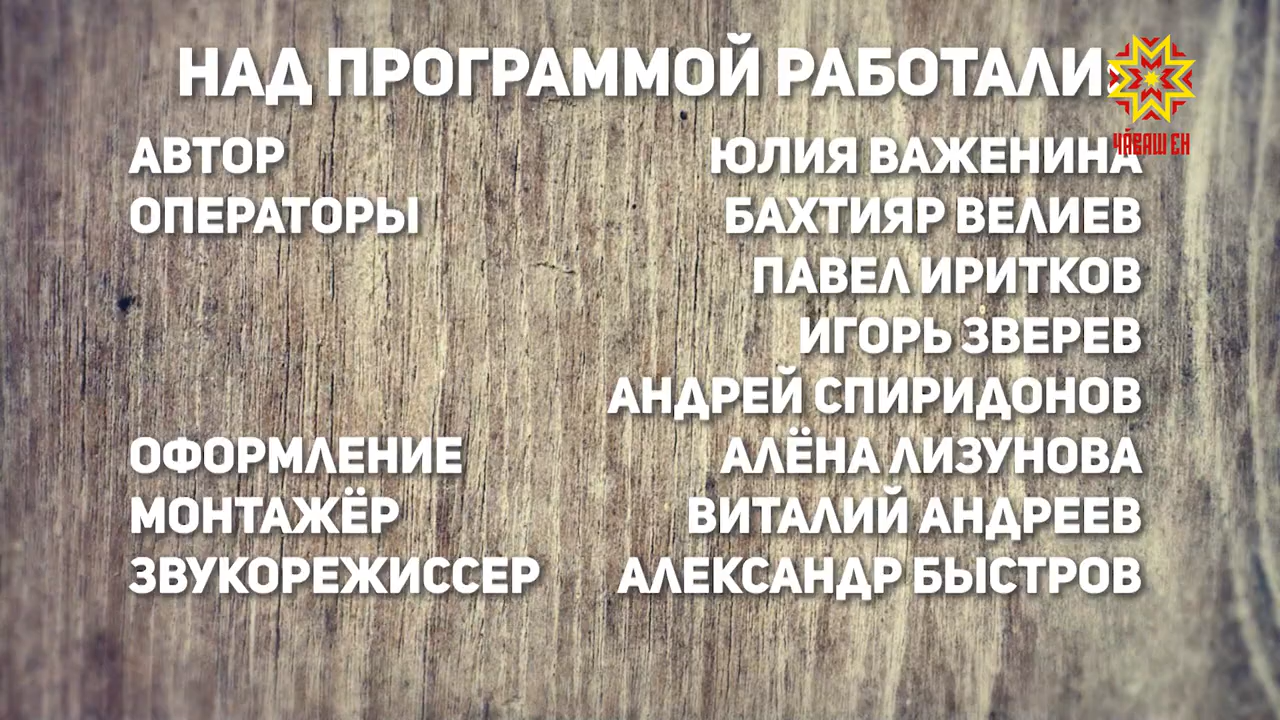 НАД ПРОГРАММОЙ РАБОТАЛИ:
ЧӐВАШ ЕН
АВТОР ЮЛИЯ ВАЖЕНИНА
ОПЕРАТОРЫ БАХТИЯР ВЕЛИЕВ
ПАВЕЛ ИРИТКОВ
ИГОРЬ ЗВЕРЕВ
АНДРЕЙ СПИРИДОНОВ
ОФОРМЛЕНИЕ АЛЁНА ЛИЗУНОВА
МОНТАЖЁР ВИТАЛИЙ АНДРЕЕВ
ЗВУКОРЕЖИССЕР АЛЕКСАНДР БЫСТРОВ